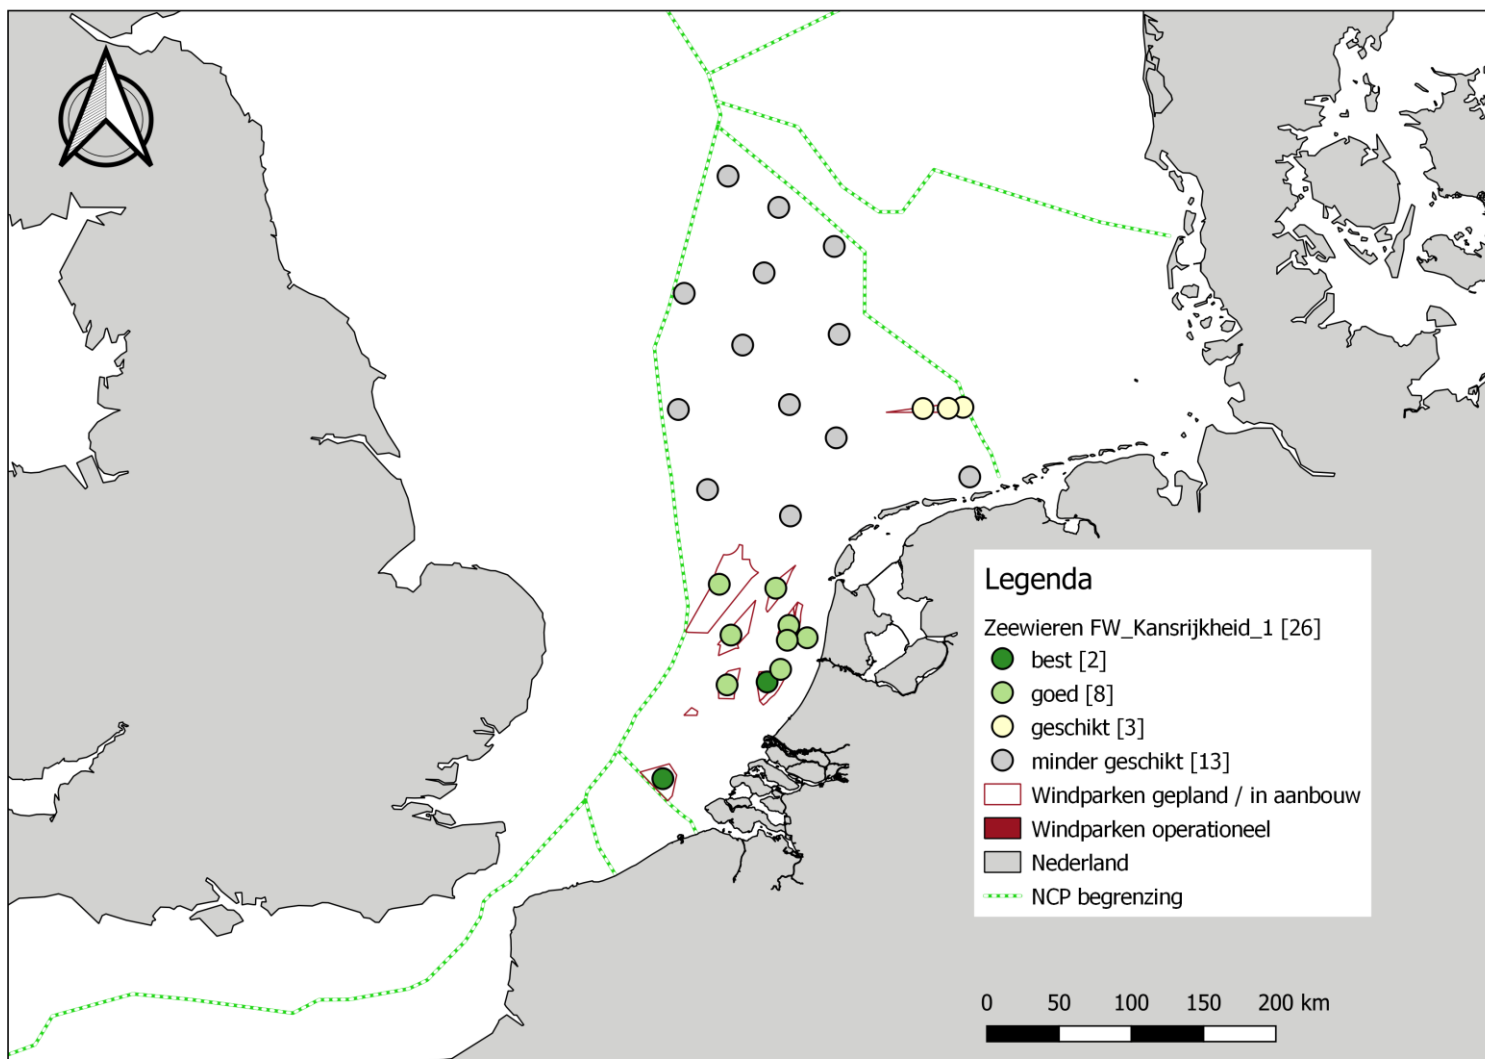 Legenda
Zeewieren FW_Kansrijkheid_1 [26]
best [2]
goed [8]
geschikt [3]
minder geschikt [13]
Windparken gepland / in aanbouw
Windparken operationeel
Nederland
NCP begrenzing
0 50 100 150 200 km